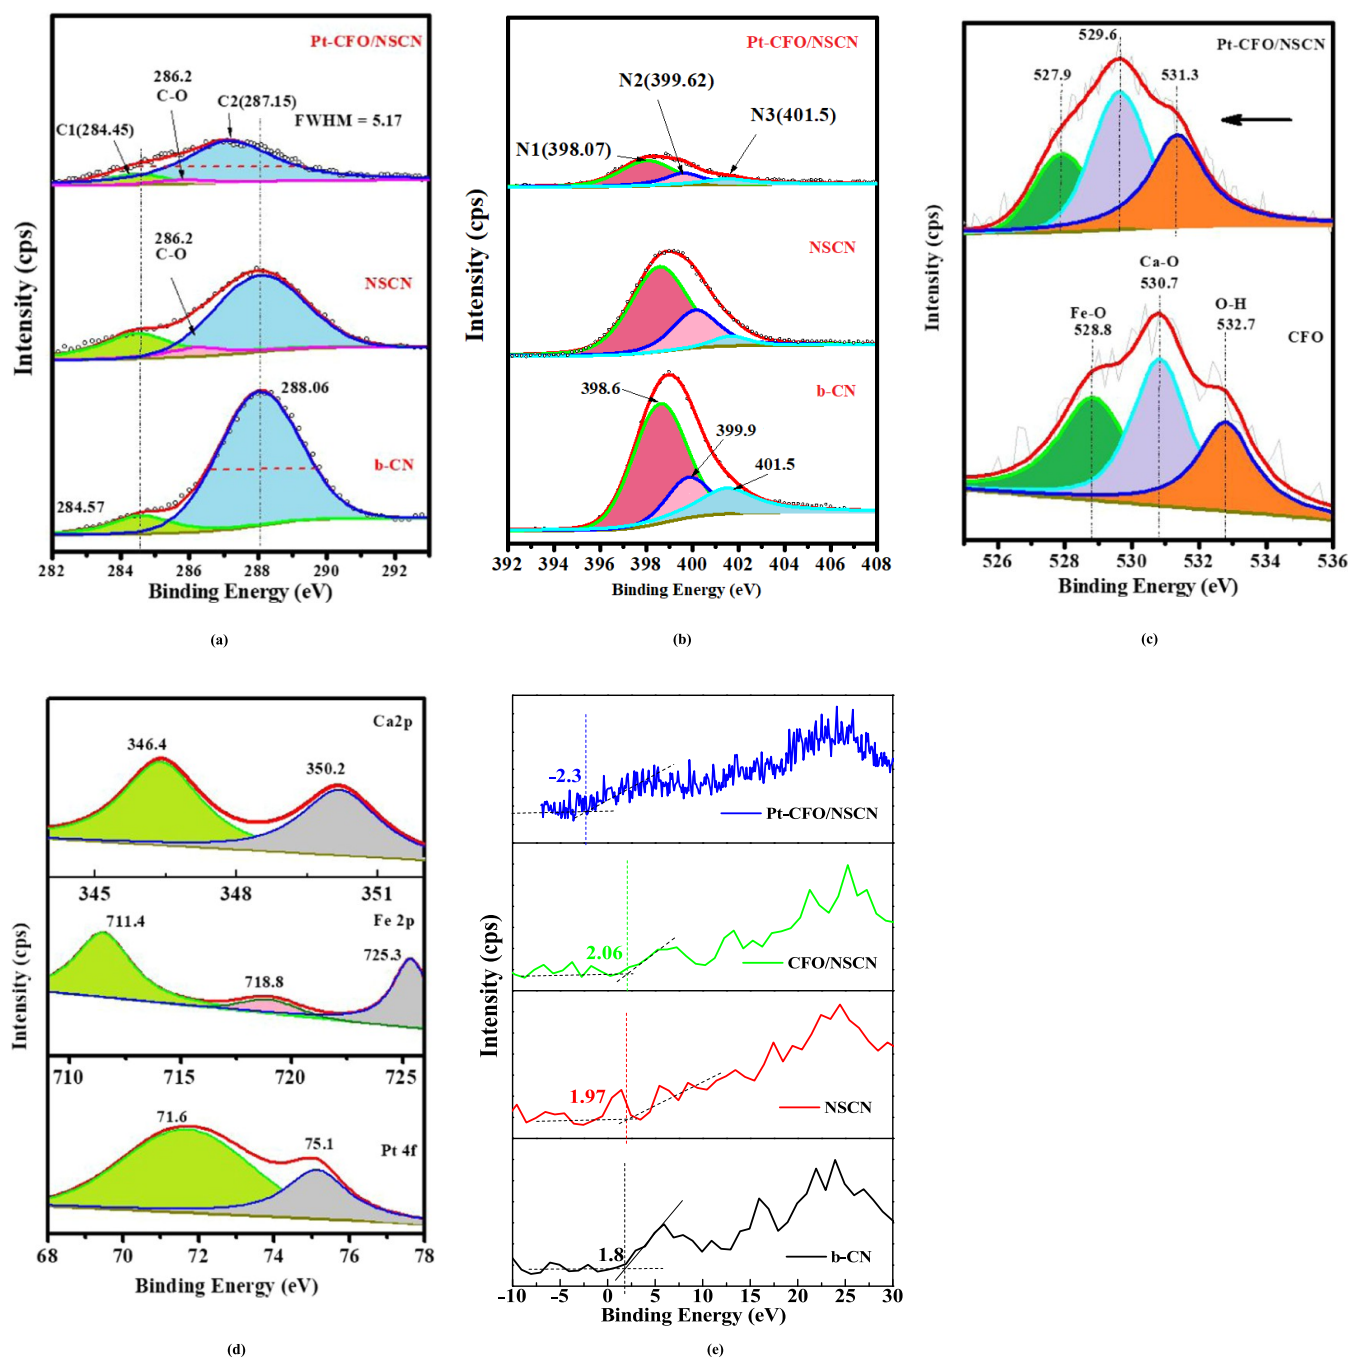 Pt-CFO/NSCN
286.2
C-O
C2(287.15)
C1(284.45)
FWHM = 5.17
286.2
C-O
NSCN
288.06
b-CN
284.57
Intensity (cps)
282 284 286 288 290 292
Binding Energy (eV)
(a)
Pt-CFO/NSCN
N2(399.62)
N3(401.5)
N1(398.07)
NSCN
b-CN
398.6
399.9
401.5
Intensity (cps)
392 394 396 398 400 402 404 406 408
Binding Energy (eV)
(b)
529.6
Pt-CFO/NSCN
527.9
531.3
Ca-O
530.7
Fe-O
528.8
O-H
532.7
CFO
Intensity (cps)
526 528 530 532 534 536
Binding Energy (eV)
(c)
Ca2p
346.4
350.2
345 348 351
Fe 2p
711.4
725.3
718.8
710 715 720 725
71.6
75.1
Pt 4f
Intensity (cps)
68 70 72 74 76 78
Binding Energy (eV)
(d)
-2.3
Pt-CFO/NSCN
2.06
CFO/NSCN
1.97
NSCN
1.8
b-CN
Intensity (cps)
-10 -5 0 5 10 15 20 25 30
Binding Energy (eV)
(e)